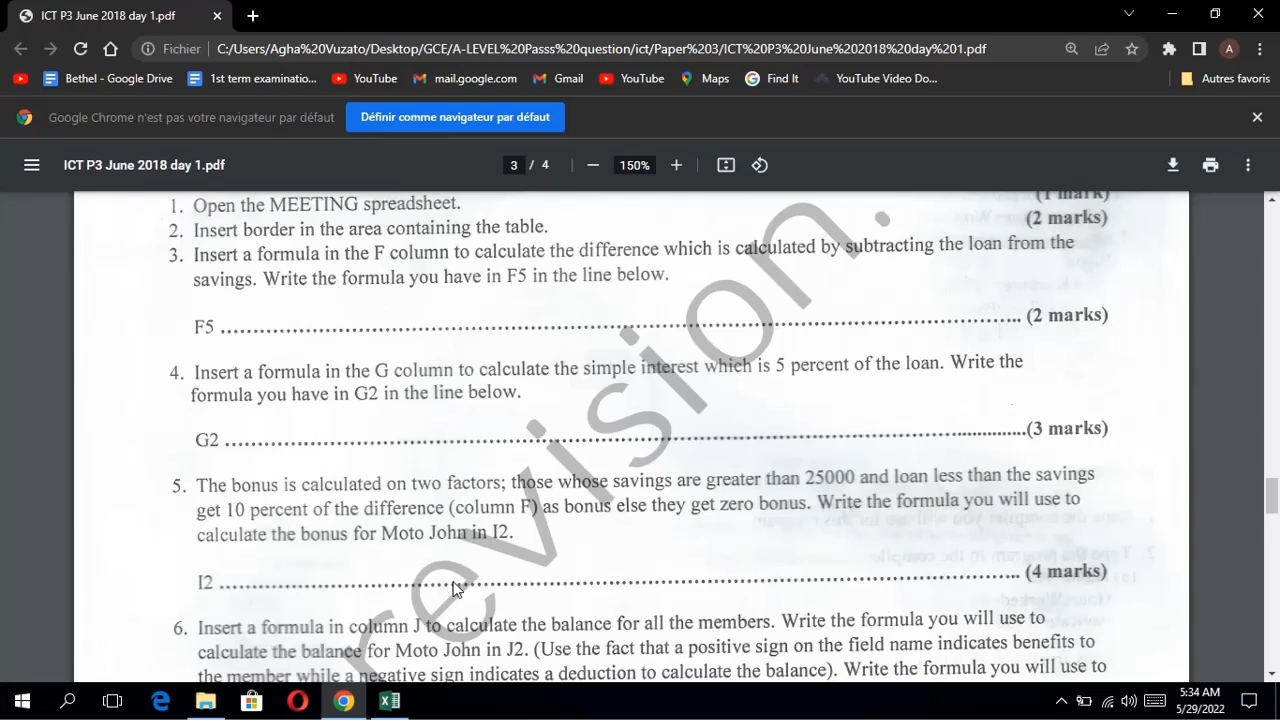 ICT P3 June 2018 day 1.pdf
Fichier C:/Users/Agha%20Vuzato/Desktop/GCE/A-LEVEL%20Passs%20question/ict/Paper%203/ICT%20P3%20June%202018%20day%201.pdf
Bethel - Google Drive 1st term examinatio... YouTube mail.google.com Gmail YouTube Maps Find It YouTube Video Do... Autres favoris
Google Chrome n'est pas votre navigateur par défaut Définir comme navigateur par défaut
ICT P3 June 2018 day 1.pdf 3 / 4 150%
1. Open the MEETING spreadsheet. (1 mark)
2. Insert border in the area containing the table. (2 marks)
3. Insert a formula in the F column to calculate the difference which is calculated by subtracting the loan from the
savings. Write the formula you have in F5 in the line below.
F5 ........ (2 marks)
4. Insert a formula in the G column to calculate the simple interest which is 5 percent of the loan. Write the
formula you have in G2 in the line below.
G2 ........ (3 marks)
5. The bonus is calculated on two factors; those whose savings are greater than 25000 and loan less than the savings
get 10 percent of the difference (column F) as bonus else they get zero bonus. Write the formula you will use to
calculate the bonus for Moto John in I2.
I2 ........ (4 marks)
6. Insert a formula in column J to calculate the balance for all the members. Write the formula you will use to
calculate the balance for Moto John in J2. (Use the fact that a positive sign on the field name indicates benefits to
the member while a negative sign indicates a deduction to calculate the balance). Write the formula you will use to
revision.
5:34 AM
5/29/2022